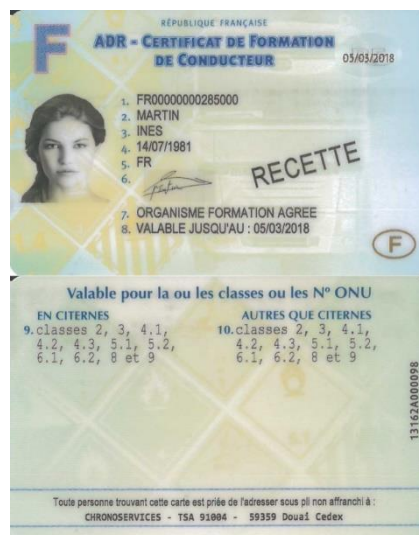 RÉPUBLIQUE FRANÇAISE
F
ADR - CERTIFICAT DE FORMATION
DE CONDUCTEUR
05/03/2018
1. FR00000000285000
2. MARTIN
3. INES
4. 14/07/1981
5. FR
6.
RECETTE
7. ORGANISME FORMATION AGREE
8. VALABLE JUSQU'AU : 05/03/2018
F
Valable pour la ou les classes ou les Nº ONU
EN CITERNES
9. classes 2, 3, 4.1,
4.2, 4.3, 5.1, 5.2,
6.1, 6.2, 8 et 9
AUTRES QUE CITERNES
10. classes 2, 3, 4.1,
4.2, 4.3, 5.1, 5.2,
6.1, 6.2, 8 et 9
13162A000098
Toute personne trouvant cette carte est priée de l'adresser sous pli non affranchi à :
CHRONOSERVICES - TSA 91004 - 59359 Douai Cedex